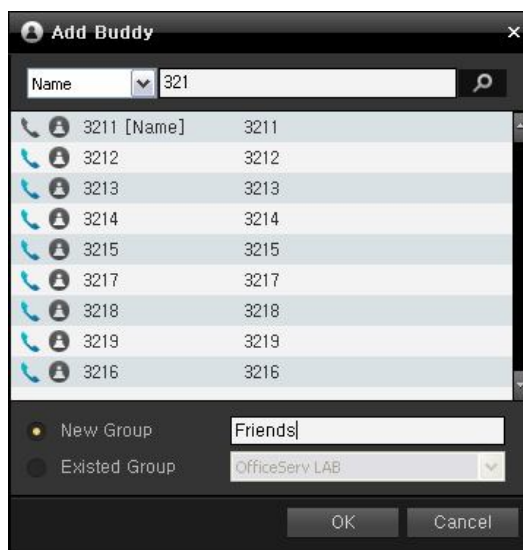 Add Buddy
Name 321
3211 [Name] 3211
3212 3212
3213 3213
3214 3214
3215 3215
3217 3217
3218 3218
3219 3219
3216 3216
New Group Friends
Existed Group OfficeServ LAB
OK Cancel